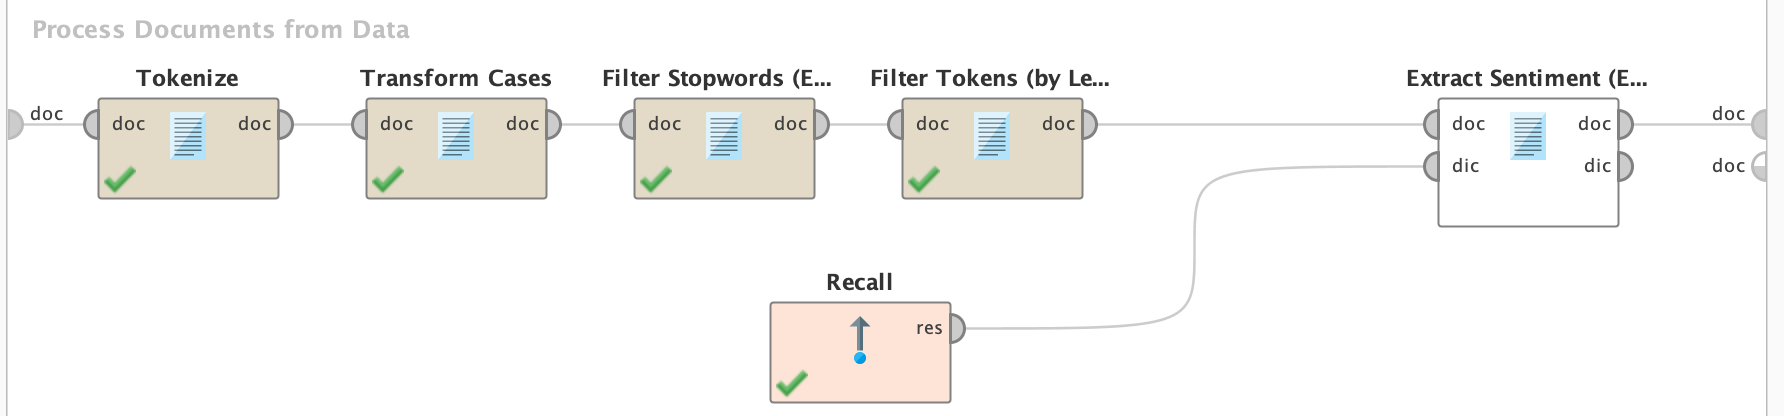 Process Documents from Data
Tokenize
Transform Cases
Filter Stopwords (E...
Filter Tokens (by Le...
Extract Sentiment (E...
doc
doc doc
doc doc
doc doc
doc doc
doc doc
dic dic
doc
doc
Recall
res